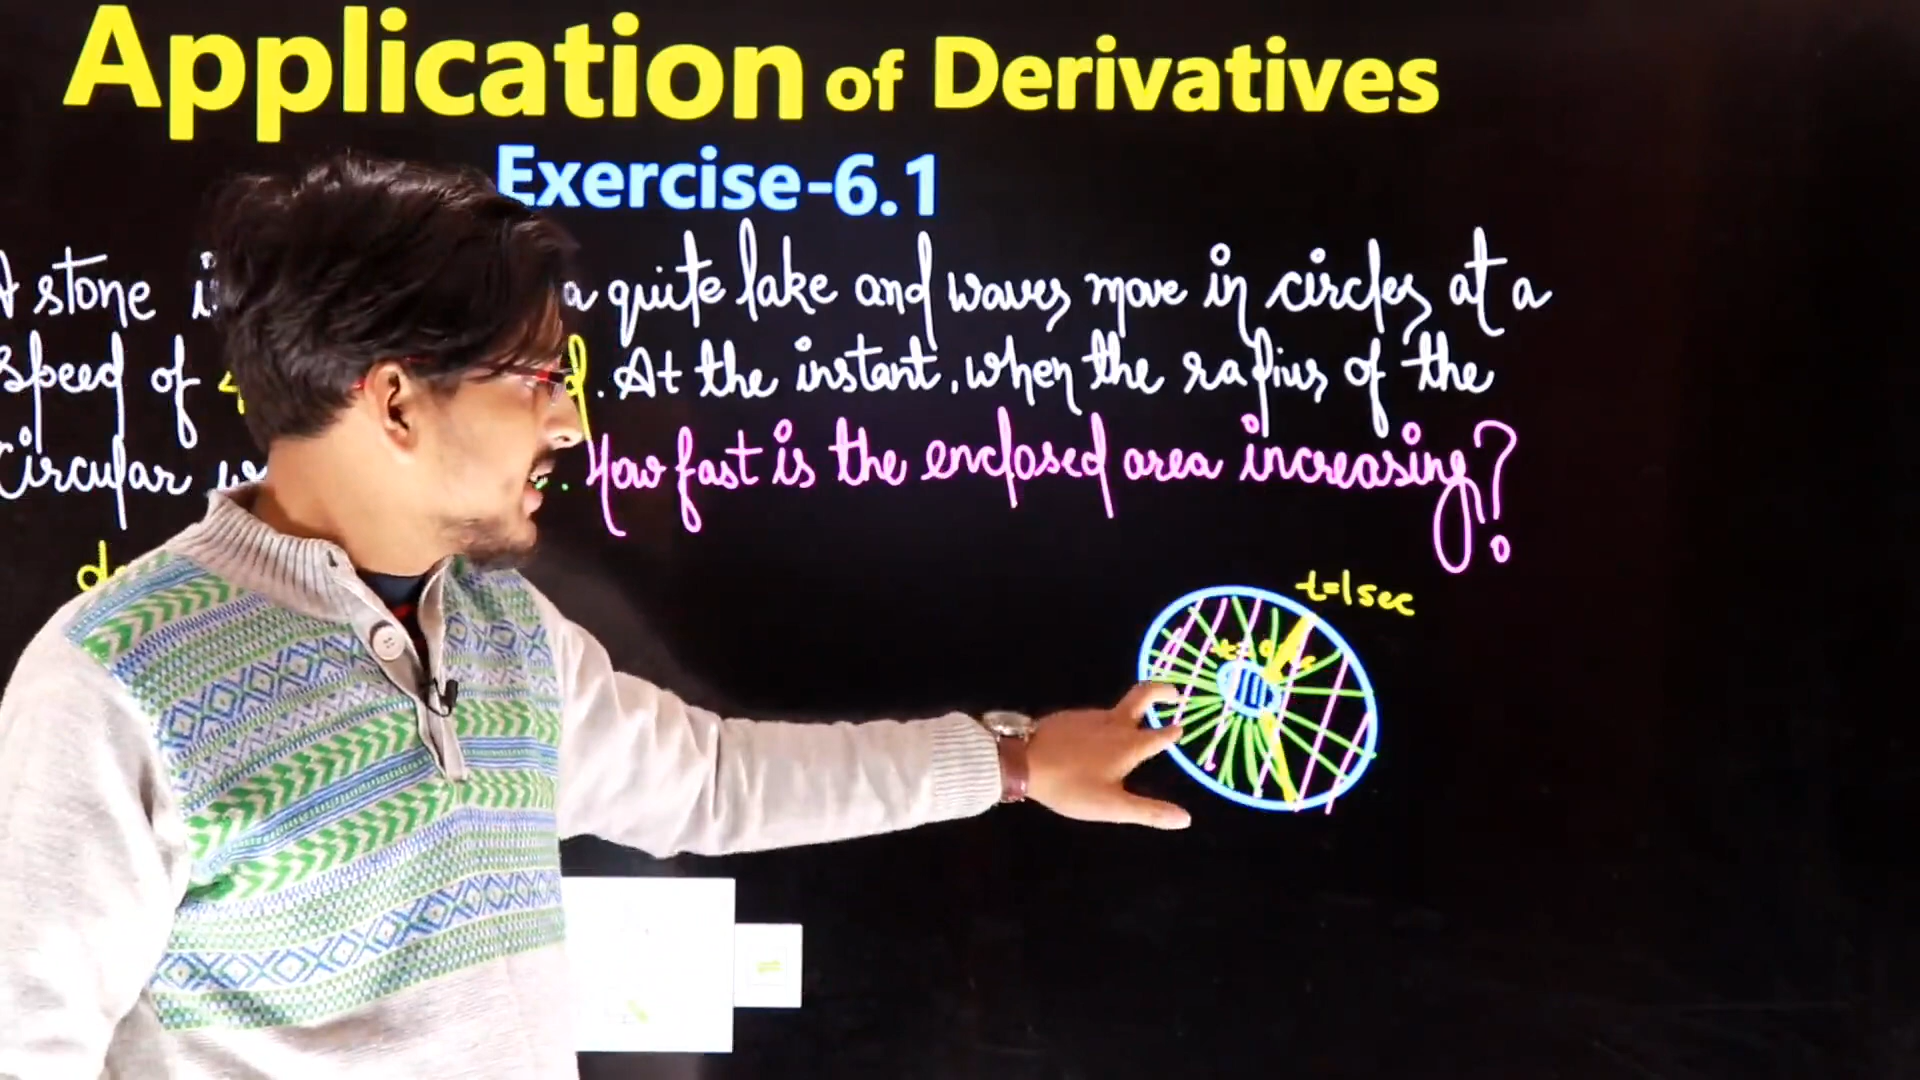 Application of Derivatives
Exercise-6.1
A stone a quite lake and waves move in circles at a
speed of . At the instant, when the radius of the
circular . How fast is the enclosed area increasing?
t=1sec